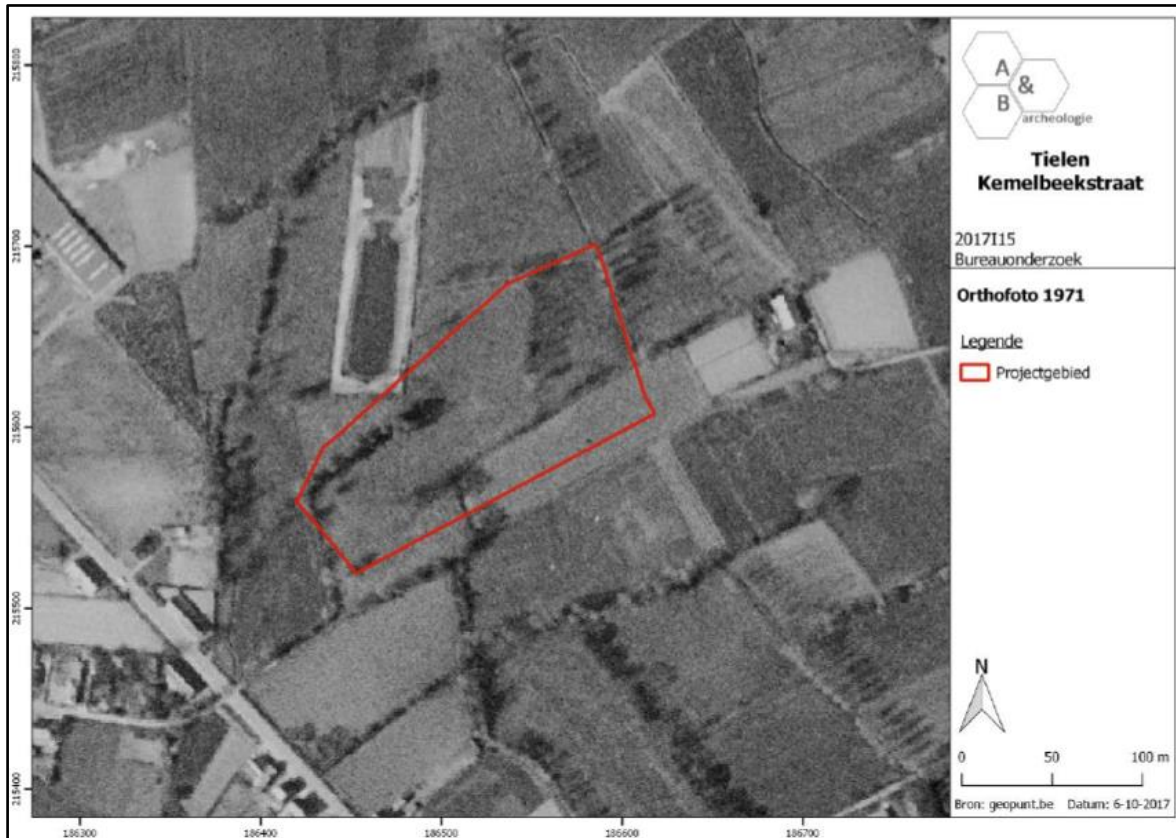 A
&
B
archeologie
Tielen
Kemelbeekstraat
2017I15
Bureauonderzoek
Orthofoto 1971
Legende
Projectgebied
N
0 50 100 m
Bron: geopunt.be Datum: 6-10-2017
215800
215700
215600
215500
215400
186300 186400 186500 186600 186700